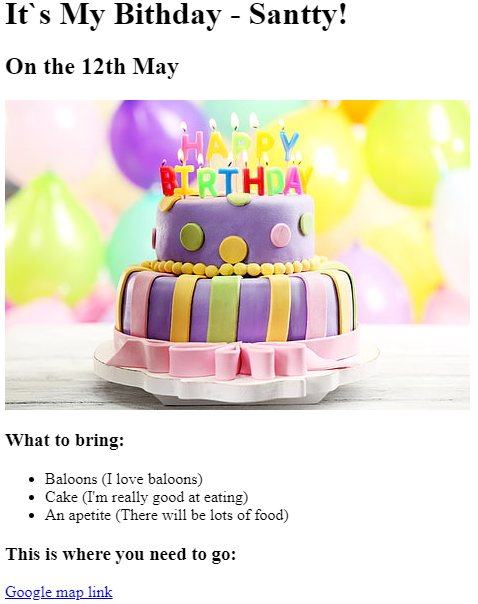 It`s My Bithday - Santty!
On the 12th May
HAPPY
BIRTHDAY
What to bring:
Baloons (I love baloons)
Cake (I'm really good at eating)
An apetite (There will be lots of food)
This is where you need to go:
Google map link